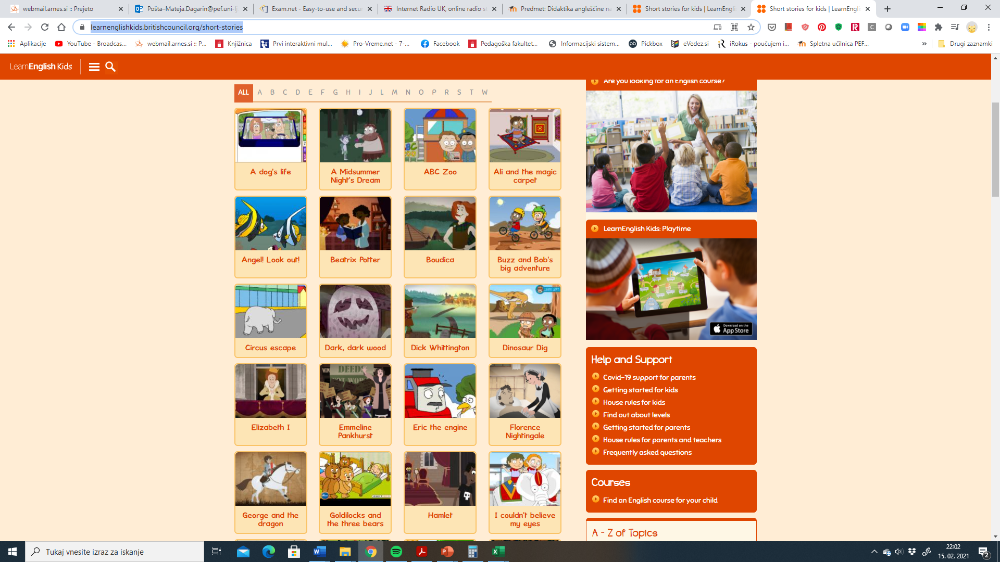 webmail.arnes.si :: Prejeto
Pošta–Mateja.Dagarin@pef.uni-lj
Exam.net - Easy-to-use and secur
Internet Radio UK, online radio st
Predmet: Didaktika angleščine na
Short stories for kids | LearnEngli
Short stories for kids | LearnEngli
learnenglishkids.britishcouncil.org/short-stories
Aplikacije
YouTube - Broadcas...
webmail.arnes.si :: P...
Knjižnica
Prvi interaktivni mul...
Pro-Vreme.net - 7-...
Facebook
Pedagoška fakultet...
Informacijski sistem...
Pickbox
eVedez.si
iRokus – poučujem i...
Spletna učilnica PEF...
»
Drugi zaznamki
LearnEnglish Kids
ALL A B C D E F G H I J L M N O P R S T W
A dog's life
A Midsummer
Night's Dream
ABC Zoo
Ali and the magic
carpet
Angel! Look out!
Beatrix Potter
Boudica
Buzz and Bob's
big adventure
Circus escape
Dark, dark wood
Dick Whittington
Dinosaur Dig
DEEDS
NOT WORDS
Elizabeth I
Emmeline
Pankhurst
Eric the engine
Florence
Nightingale
George and the
dragon
Goldilocks and
the three bears
Hamlet
I couldn't believe
my eyes
Are you looking for an English course?
LearnEnglish Kids: Playtime
Download on the
App Store
Help and Support
Covid-19 support for parents
Getting started for kids
House rules for kids
Find out about levels
Getting started for parents
House rules for parents and teachers
Frequently asked questions
Courses
Find an English course for your child
A - Z of Topics
Tukaj vnesite izraz za iskanje
22:02
15. 02. 2021
2